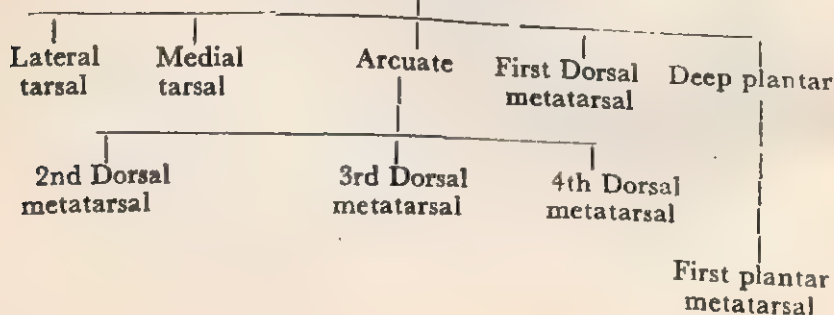 Lateral
tarsal
Medial
tarsal
Arcuate
First Dorsal
metatarsal
Deep plantar
2nd Dorsal
metatarsal
3rd Dorsal
metatarsal
4th Dorsal
metatarsal
First plantar
metatarsal